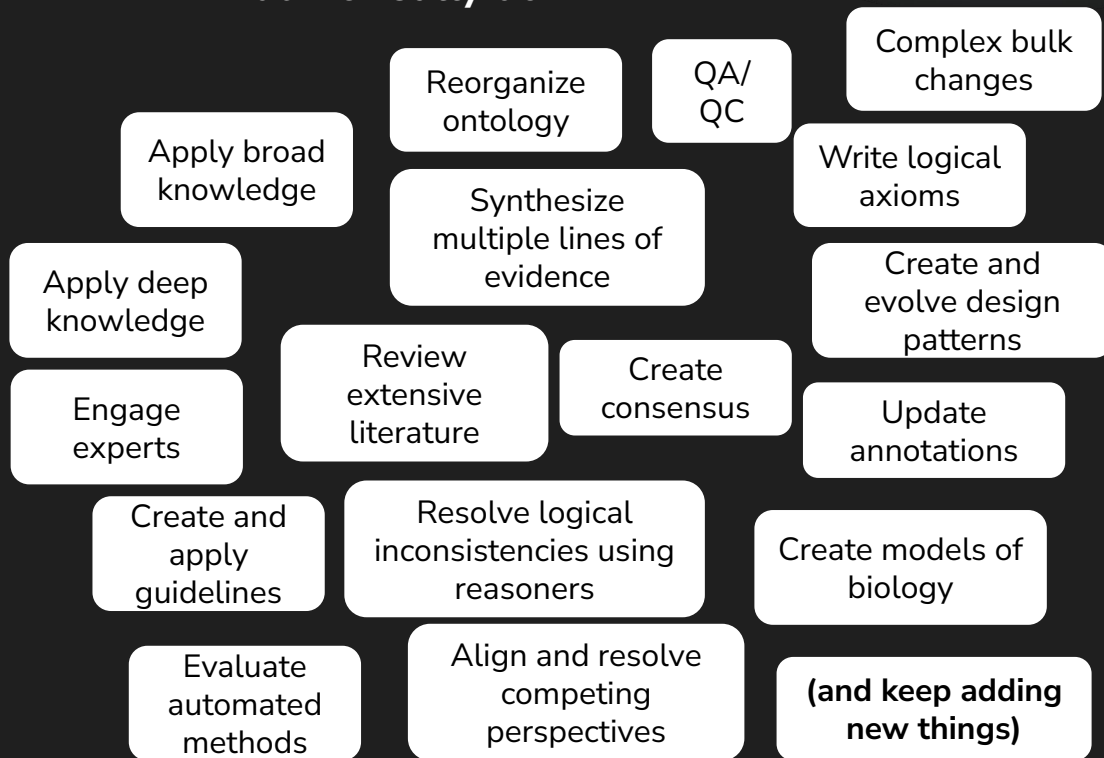 Complex bulk
changes
Reorganize
ontology
QA/
QC
Apply broad
knowledge
Write logical
axioms
Synthesize
multiple lines of
evidence
Apply deep
knowledge
Create and
evolve design
patterns
Review
extensive
literature
Create
consensus
Engage
experts
Update
annotations
Create and
apply
guidelines
Resolve logical
inconsistencies using
reasoners
Create models of
biology
Evaluate
automated
methods
Align and resolve
competing
perspectives
(and keep adding
new things)